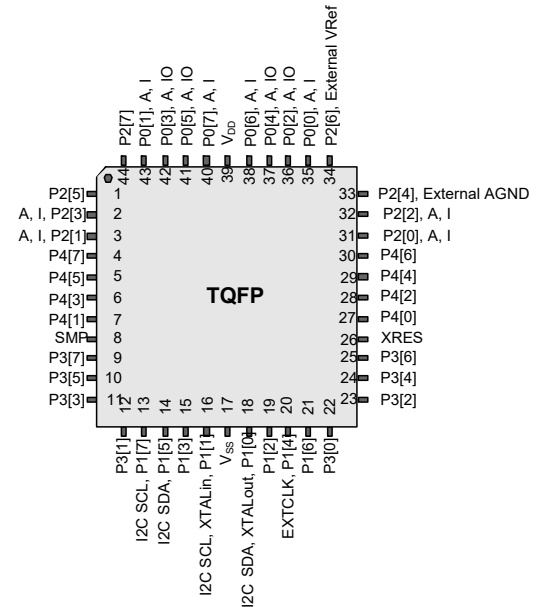 P2[7]
P0[1], A, I
P0[3], A, IO
P0[5], A, IO
P0[7], A, I
VDD
P0[6], A, I
P0[4], A, IO
P0[2], A, IO
P0[0], A, I
P2[6], External VRef
44
43
42
41
40
39
38
37
36
35
34
P2[5] 1
A, I, P2[3] 2
A, I, P2[1] 3
P4[7] 4
P4[5] 5
P4[3] 6
P4[1] 7
SMP 8
P3[7] 9
P3[5] 10
P3[3] 11
TQFP
33 P2[4], External AGND
32 P2[2], A, I
31 P2[0], A, I
30 P4[6]
29 P4[4]
28 P4[2]
27 P4[0]
26 XRES
25 P3[6]
24 P3[4]
23 P3[2]
12
13
14
15
16
17
18
19
20
21
22
P3[1]
I2C SCL, P1[7]
I2C SDA, P1[5]
P1[3]
I2C SCL, XTALin, P1[1]
VSS
I2C SDA, XTALout, P1[0]
P1[2]
EXTCLK, P1[4]
P1[6]
P3[0]